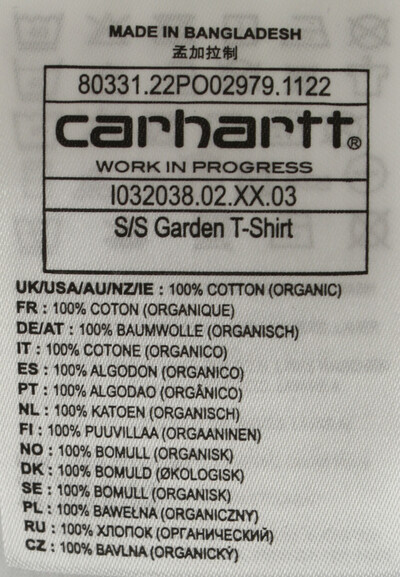 MADE IN BANGLADESH
孟加拉制
80331.22PO02979.1122
carhartt®
WORK IN PROGRESS
I032038.02.XX.03
S/S Garden T-Shirt
UK/USA/AU/NZ/IE : 100% COTTON (ORGANIC)
FR : 100% COTON (ORGANIQUE)
DE/AT : 100% BAUMWOLLE (ORGANISCH)
IT : 100% COTONE (ORGANICO)
ES : 100% ALGODON (ORGANICO)
PT : 100% ALGODAO (ORGÂNICO)
NL : 100% KATOEN (ORGANISCH)
FI : 100% PUUVILLAA (ORGAANINEN)
NO : 100% BOMULL (ORGANISK)
DK : 100% BOMULD (ØKOLOGISK)
SE : 100% BOMULL (ORGANISK)
PL : 100% BAWEŁNA (ORGANICZNY)
RU : 100% ХЛОПОК (ОРГАНИЧЕСКИЙ)
CZ : 100% BAVLNA (ORGANICKÝ)